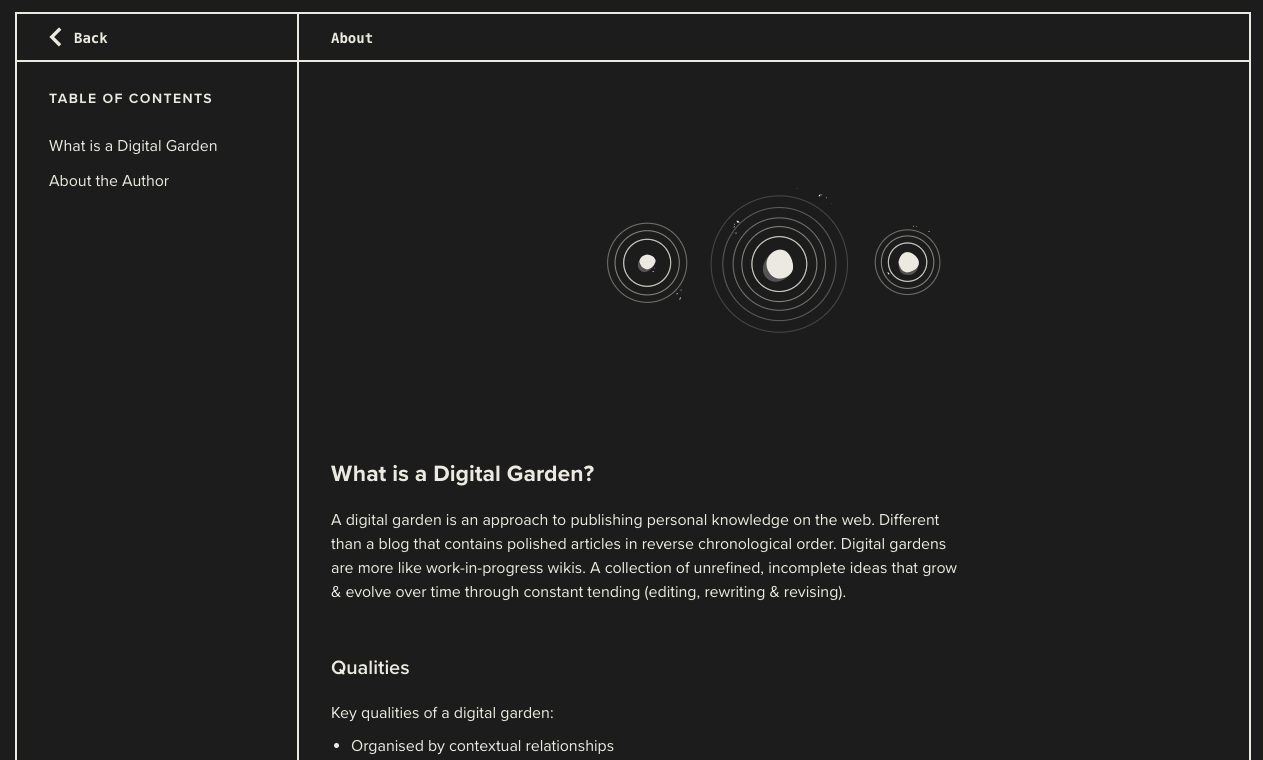 Back
About
TABLE OF CONTENTS
What is a Digital Garden
About the Author
What is a Digital Garden?
A digital garden is an approach to publishing personal knowledge on the web. Different
than a blog that contains polished articles in reverse chronological order. Digital gardens
are more like work-in-progress wikis. A collection of unrefined, incomplete ideas that grow
& evolve over time through constant tending (editing, rewriting & revising).
Qualities
Key qualities of a digital garden:
• Organised by contextual relationships